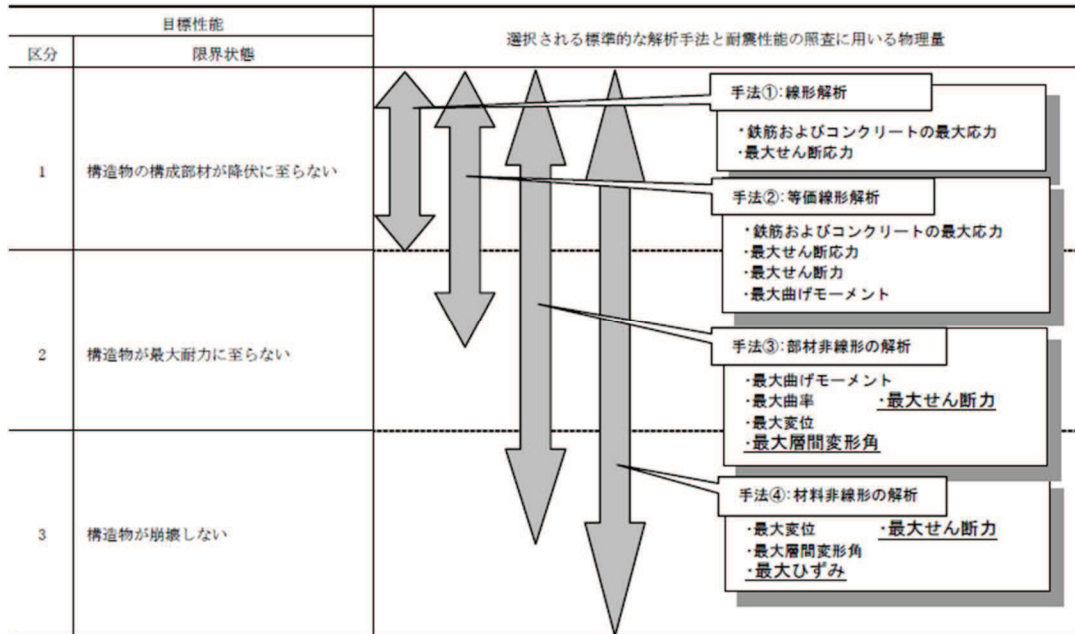 目標性能
選択される標準的な解析手法と耐震性能の照査に用いる物理量
区分
限界状態
1
構造物の構成部材が降伏に至らない
2
構造物が最大耐力に至らない
3
構造物が崩壊しない
手法①:線形解析
・鉄筋およびコンクリートの最大応力
・最大せん断応力
手法②:等価線形解析
・鉄筋およびコンクリートの最大応力
・最大せん断応力
・最大せん断力
・最大曲げモーメント
手法③:部材非線形の解析
・最大曲げモーメント
・最大曲率 ・最大せん断力
・最大変位
・最大層間変形角
手法④:材料非線形の解析
・最大変位 ・最大せん断力
・最大層間変形角
・最大ひずみ